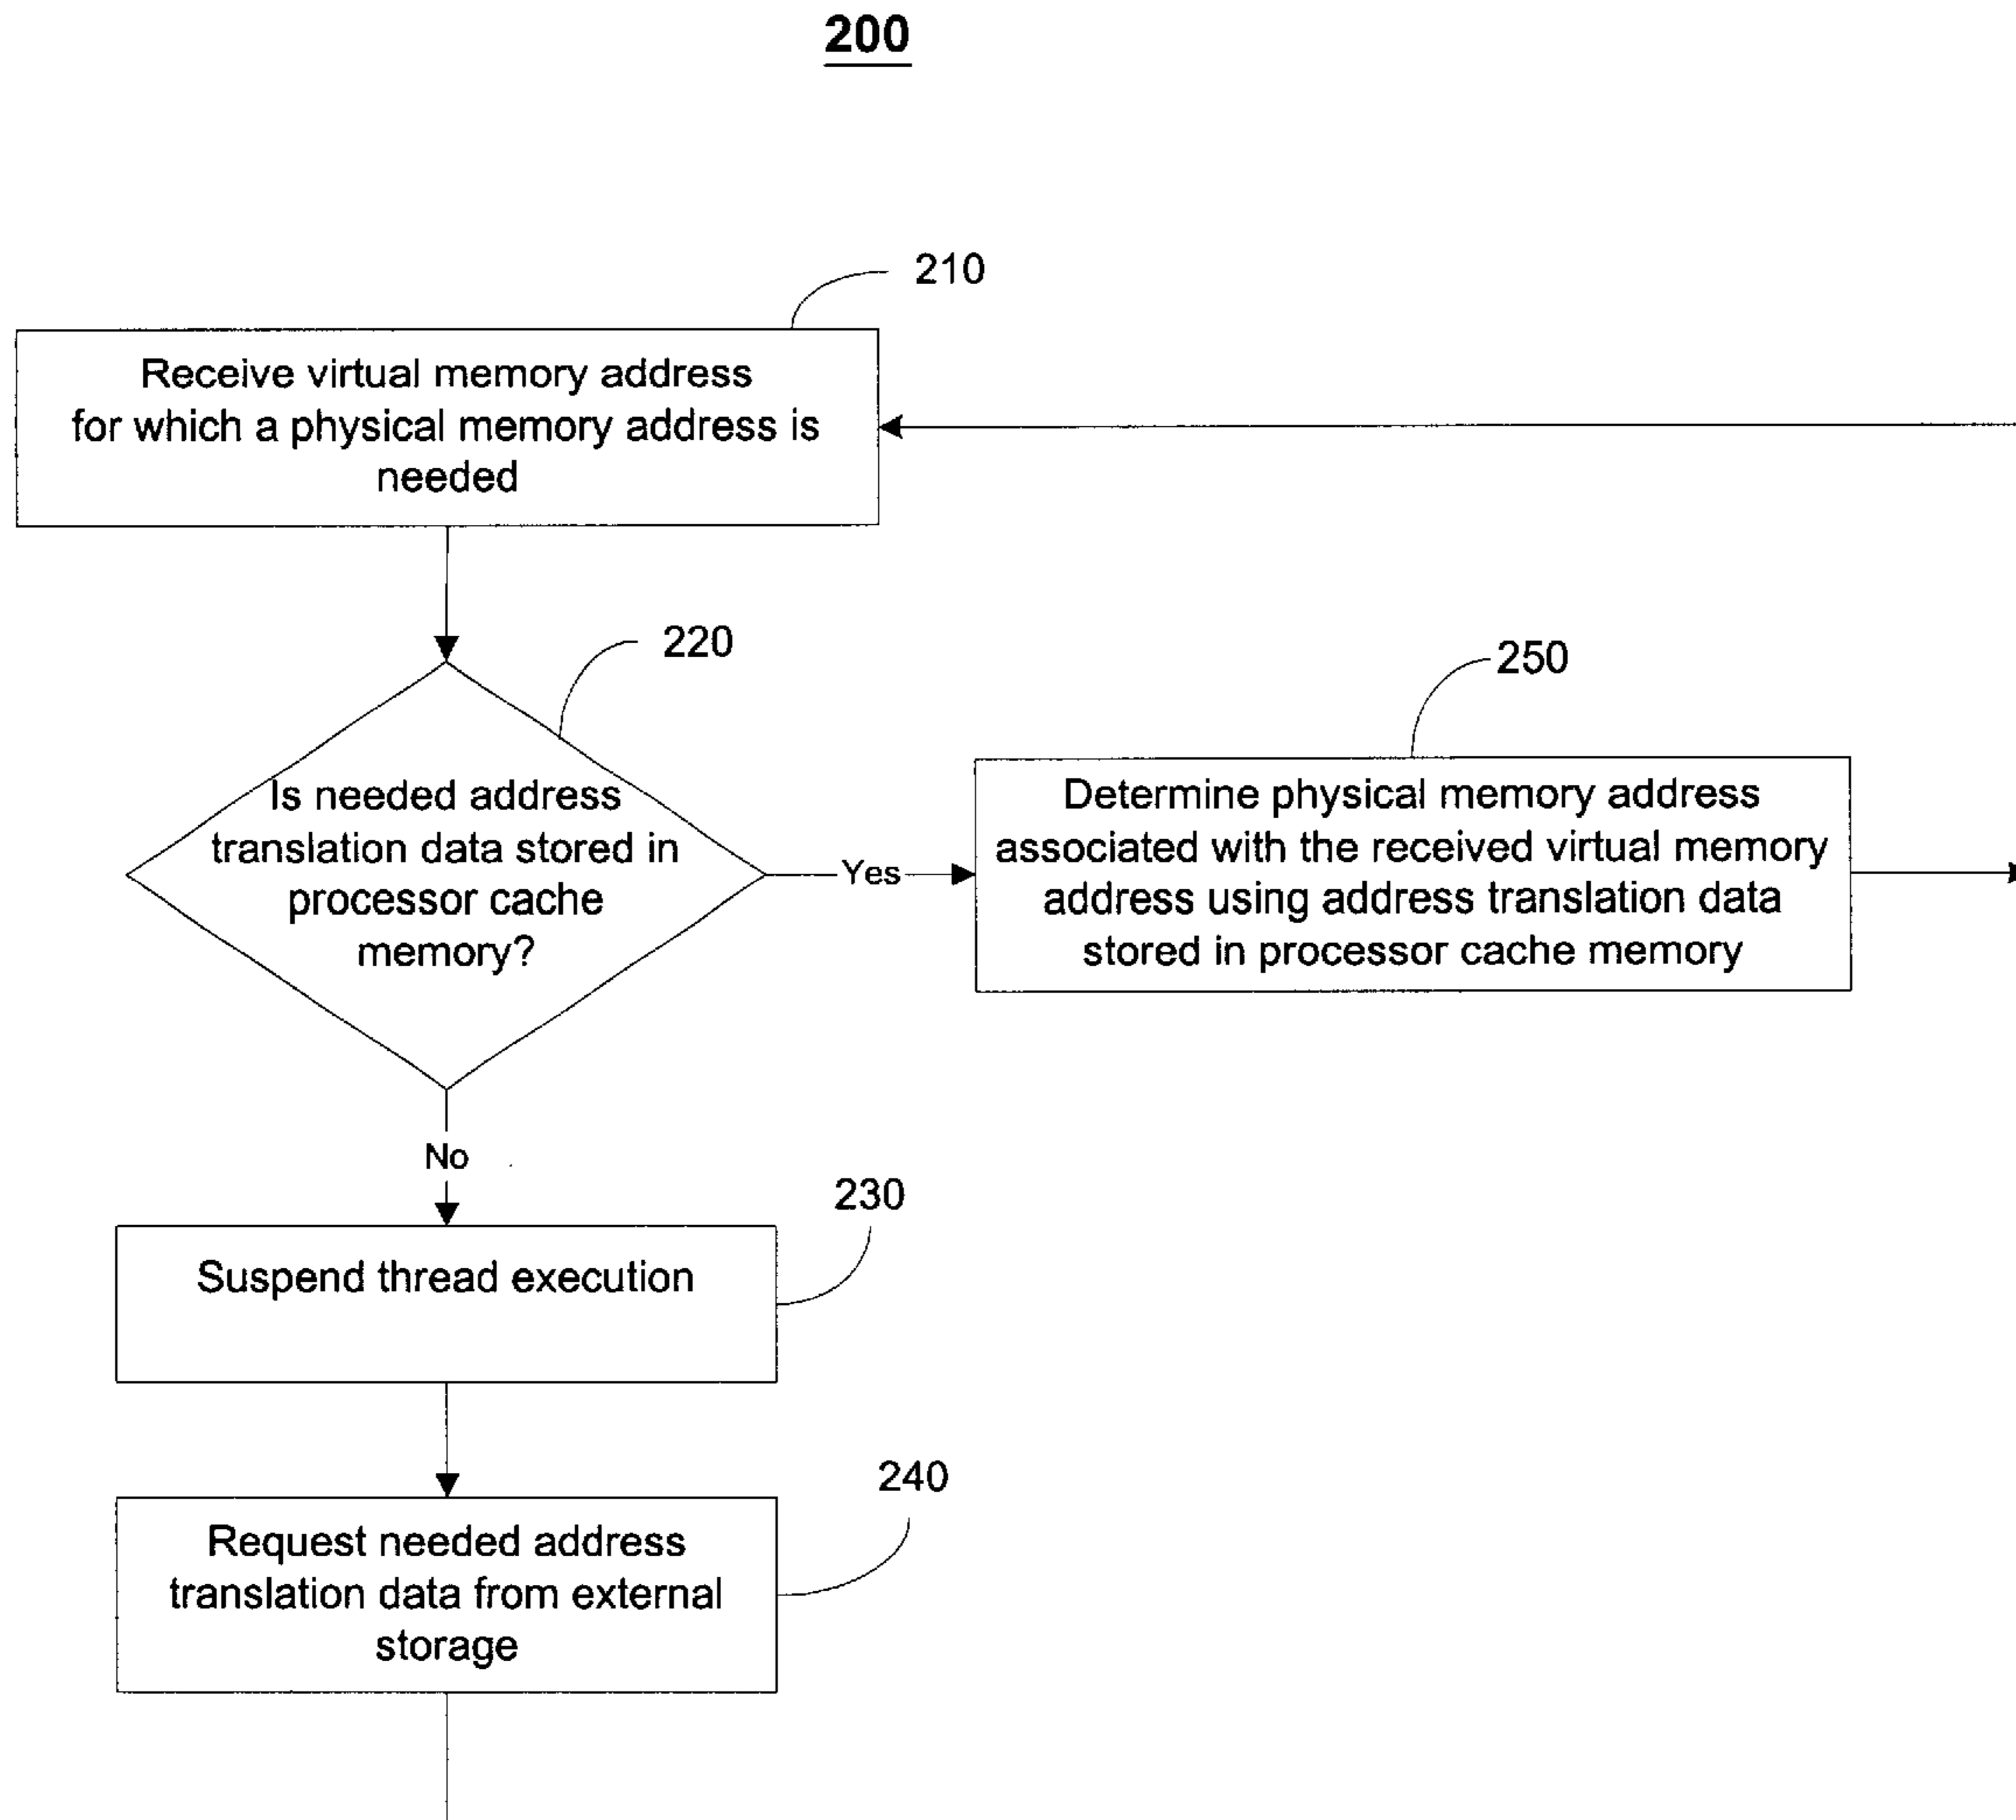 200
210
Receive virtual memory address
for which a physical memory address is
needed
220
Is needed address
translation data stored in
processor cache
memory?
Yes
250
Determine physical memory address
associated with the received virtual memory
address using address translation data
stored in processor cache memory
No
230
Suspend thread execution
240
Request needed address
translation data from external
storage